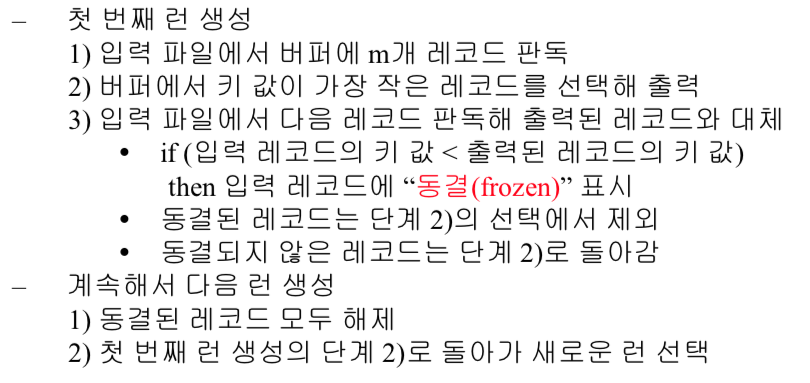 – 첫 번째 런 생성
1) 입력 파일에서 버퍼에 m개 레코드 판독
2) 버퍼에서 키 값이 가장 작은 레코드를 선택해 출력
3) 입력 파일에서 다음 레코드 판독해 출력된 레코드와 대체
• if (입력 레코드의 키 값 < 출력된 레코드의 키 값)
then 입력 레코드에 “동결(frozen)” 표시
• 동결된 레코드는 단계 2)의 선택에서 제외
• 동결되지 않은 레코드는 단계 2)로 돌아감
– 계속해서 다음 런 생성
1) 동결된 레코드 모두 해제
2) 첫 번째 런 생성의 단계 2)로 돌아가 새로운 런 선택